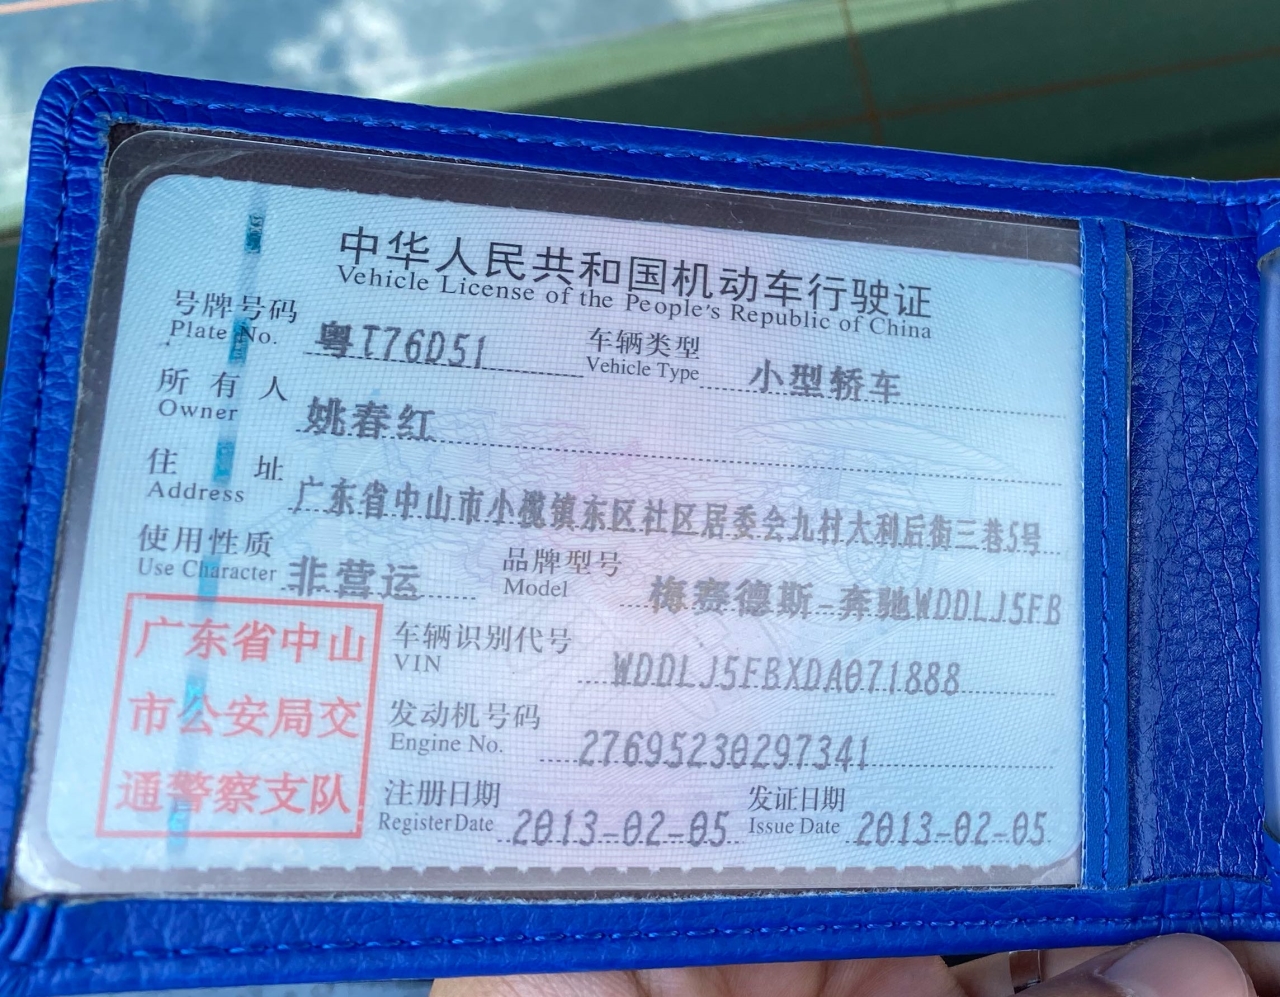 中华人民共和国机动车行驶证
Vehicle License of the People's Republic of China
号牌号码 粤T76D51 车辆类型 小型轿车
Plate No. Vehicle Type
所有人 姚春红
Owner
住址 广东省中山市小榄镇东区社区居委会九村大利后街三巷5号
Address
使用性质 非营运 品牌型号 梅赛德斯-奔驰WDDLJ5FB
Use Character Model
广东省中山
市公安局交
通警察支队
车辆识别代号 WDDLJ5FBXDA071888
VIN
发动机号码 27695230297341
Engine No.
注册日期 2013-02-05 发证日期 2013-02-05
Register Date Issue Date